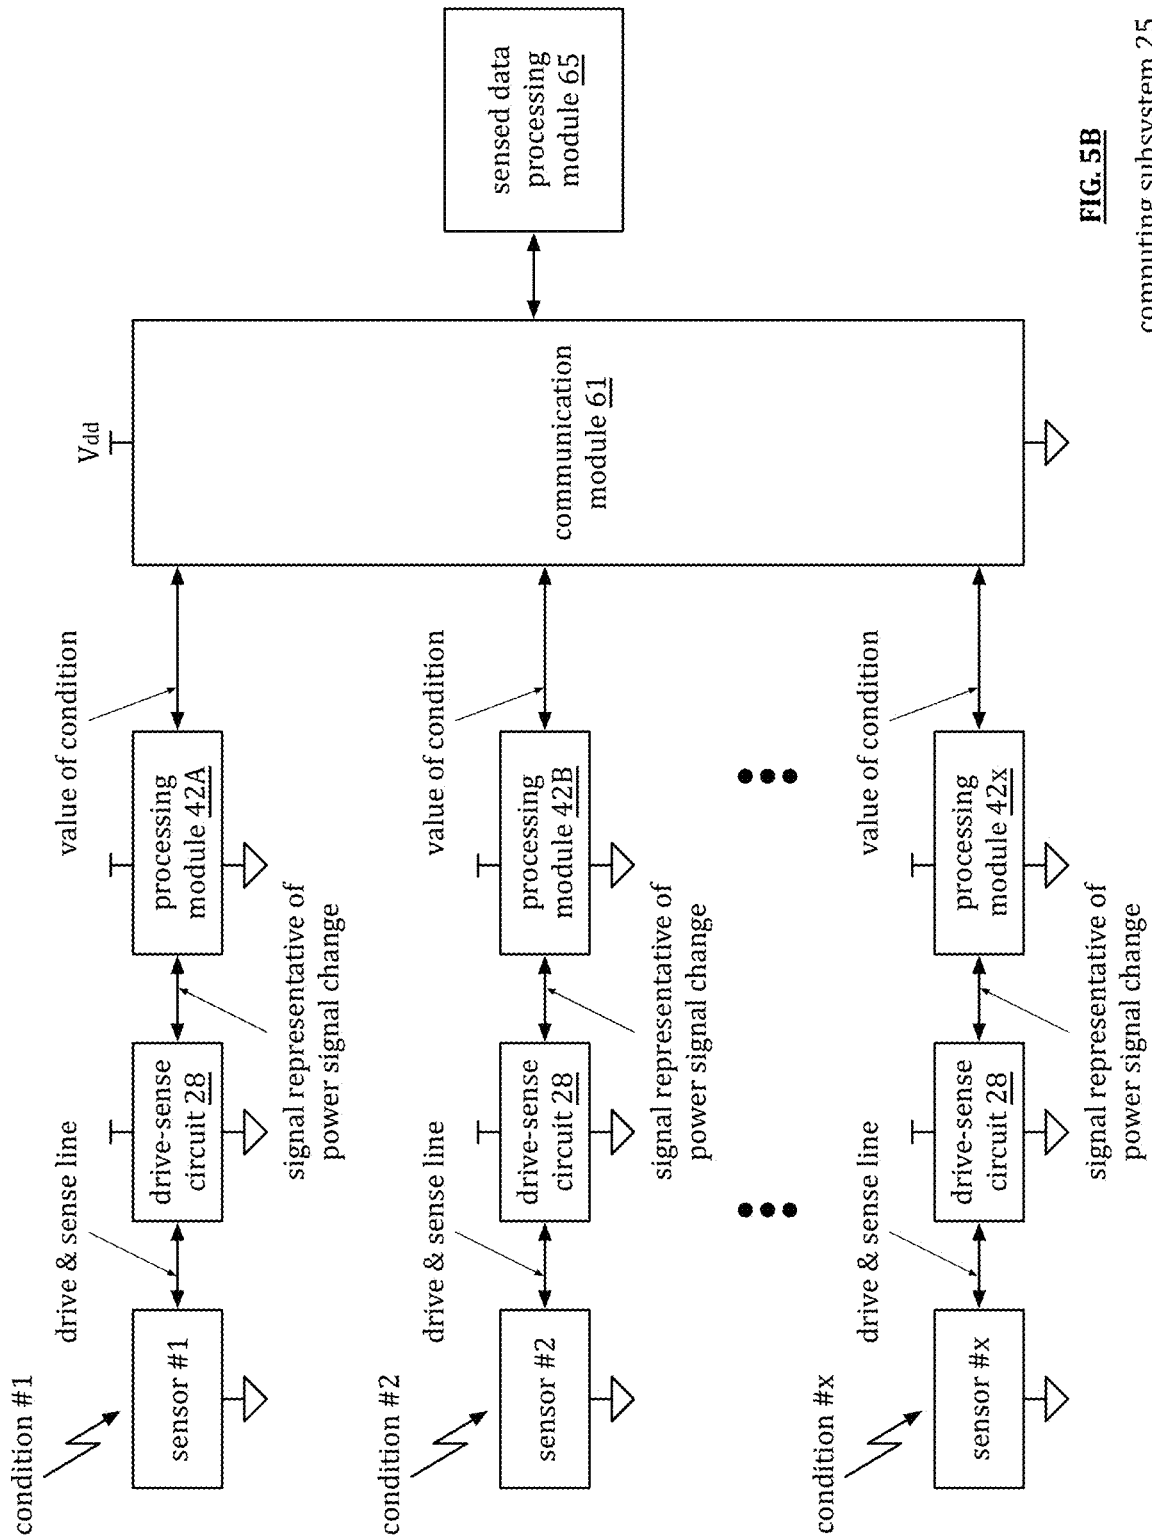 condition #1
drive & sense line
value of condition
Vdd
sensor #1
drive-sense
circuit 28
processing
module 42A
signal representative of
power signal change
condition #2
drive & sense line
value of condition
sensor #2
drive-sense
circuit 28
processing
module 42B
communication
module 61
sensed data
processing
module 65
signal representative of
power signal change
condition #x
drive & sense line
value of condition
sensor #x
drive-sense
circuit 28
processing
module 42x
signal representative of
power signal change
FIG. 5B
computing subsystem 25